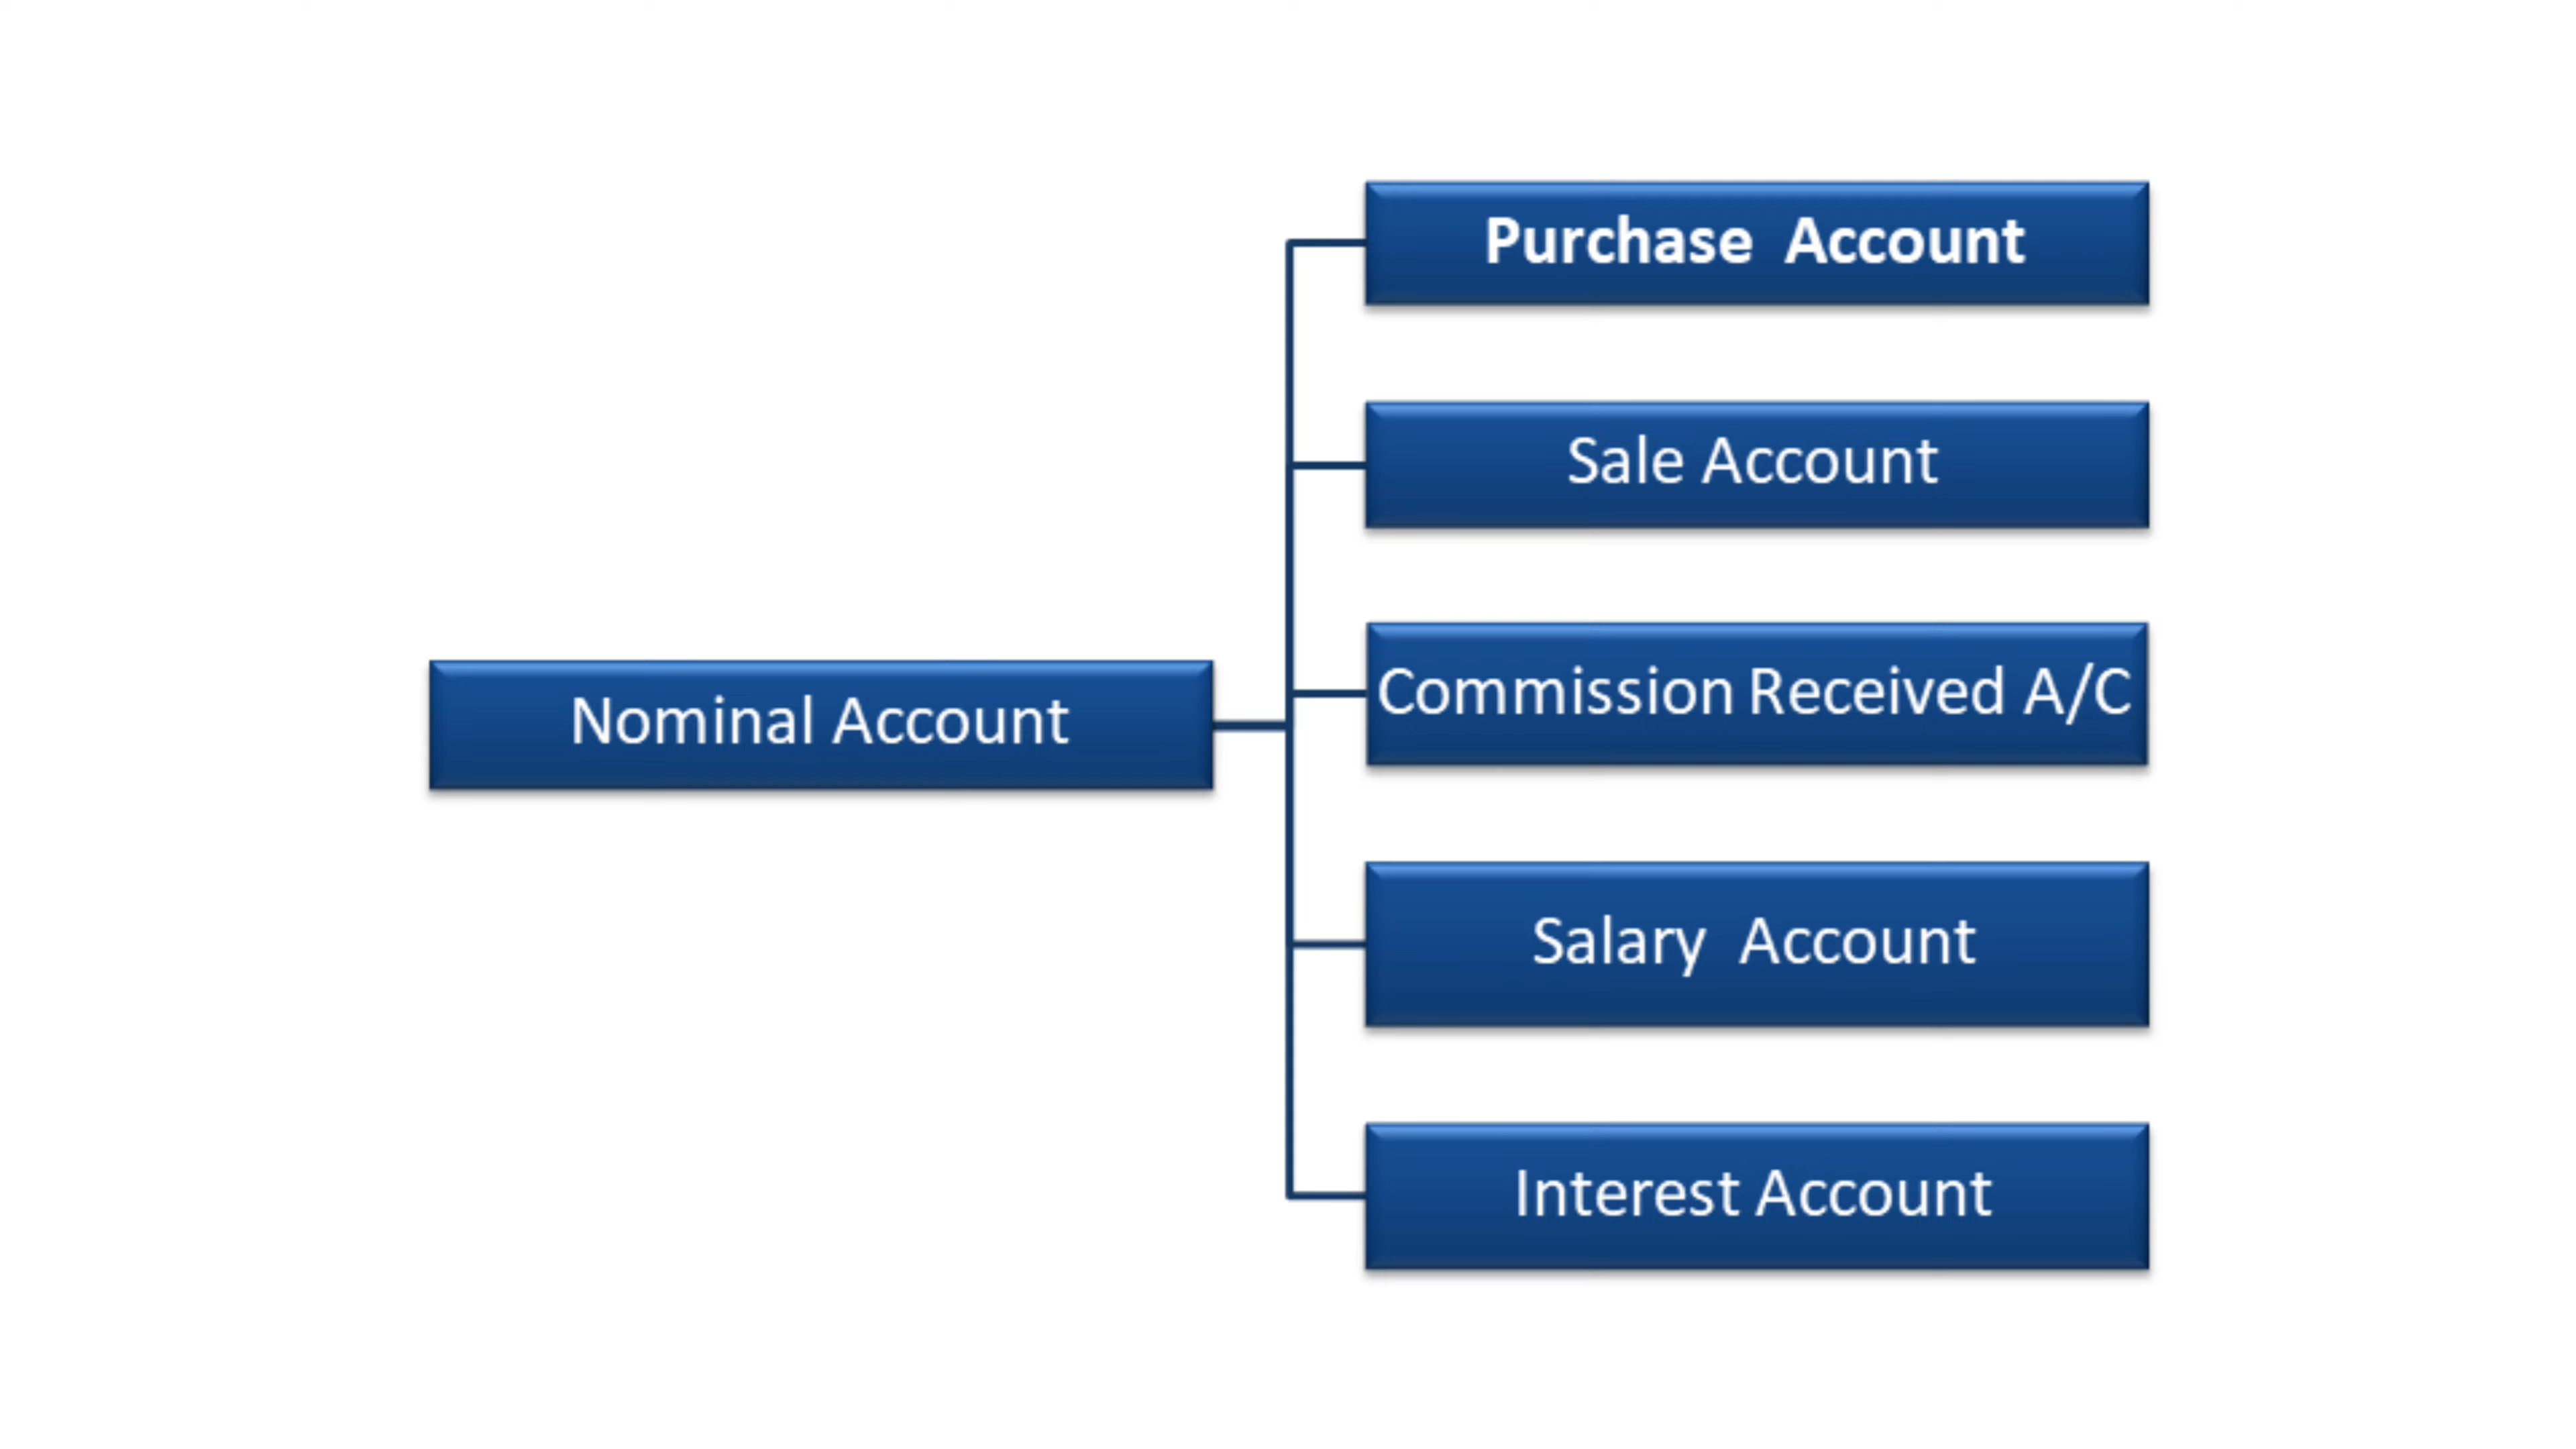 Purchase  Account
Sale Account
Commission Received A/C
Nominal Account
Salary  Account
Interest Account